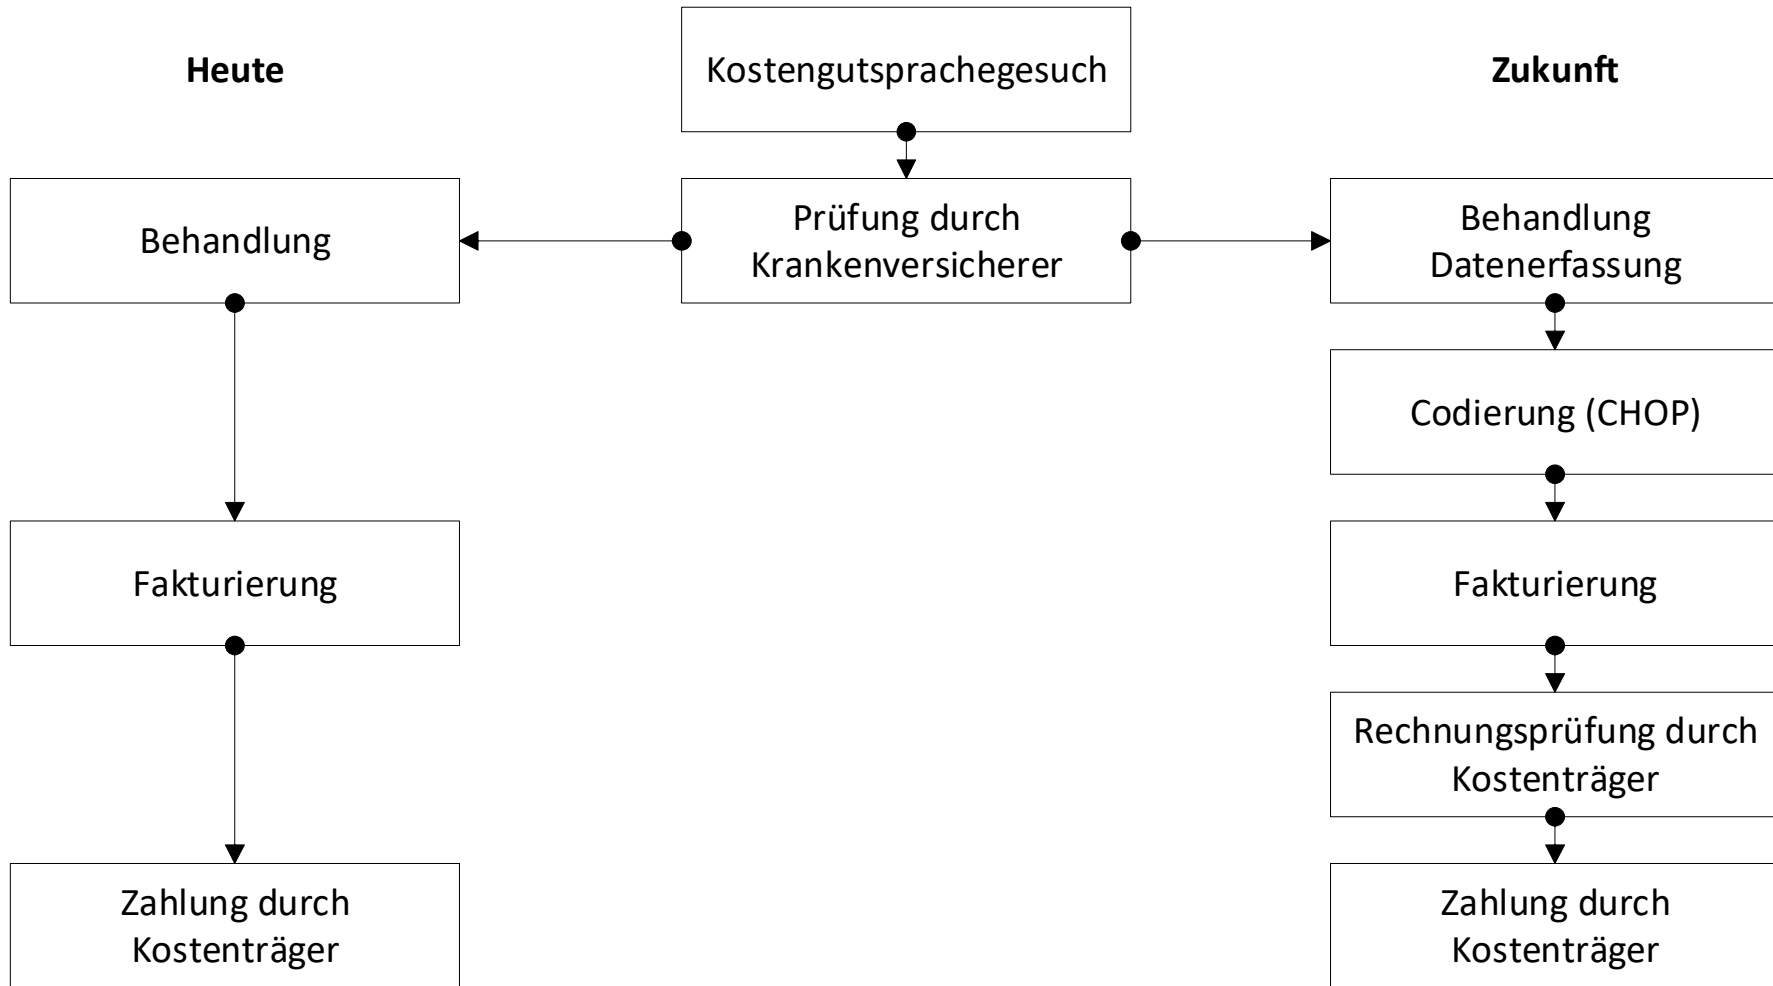 Heute
Kostengutsprachegesuch
Zukunft
Behandlung
Prüfung durch
Krankenversicherer
Behandlung
Datenerfassung
Codierung (CHOP)
Fakturierung
Fakturierung
Rechnungsprüfung durch
Kostenträger
Zahlung durch
Kostenträger
Zahlung durch
Kostenträger